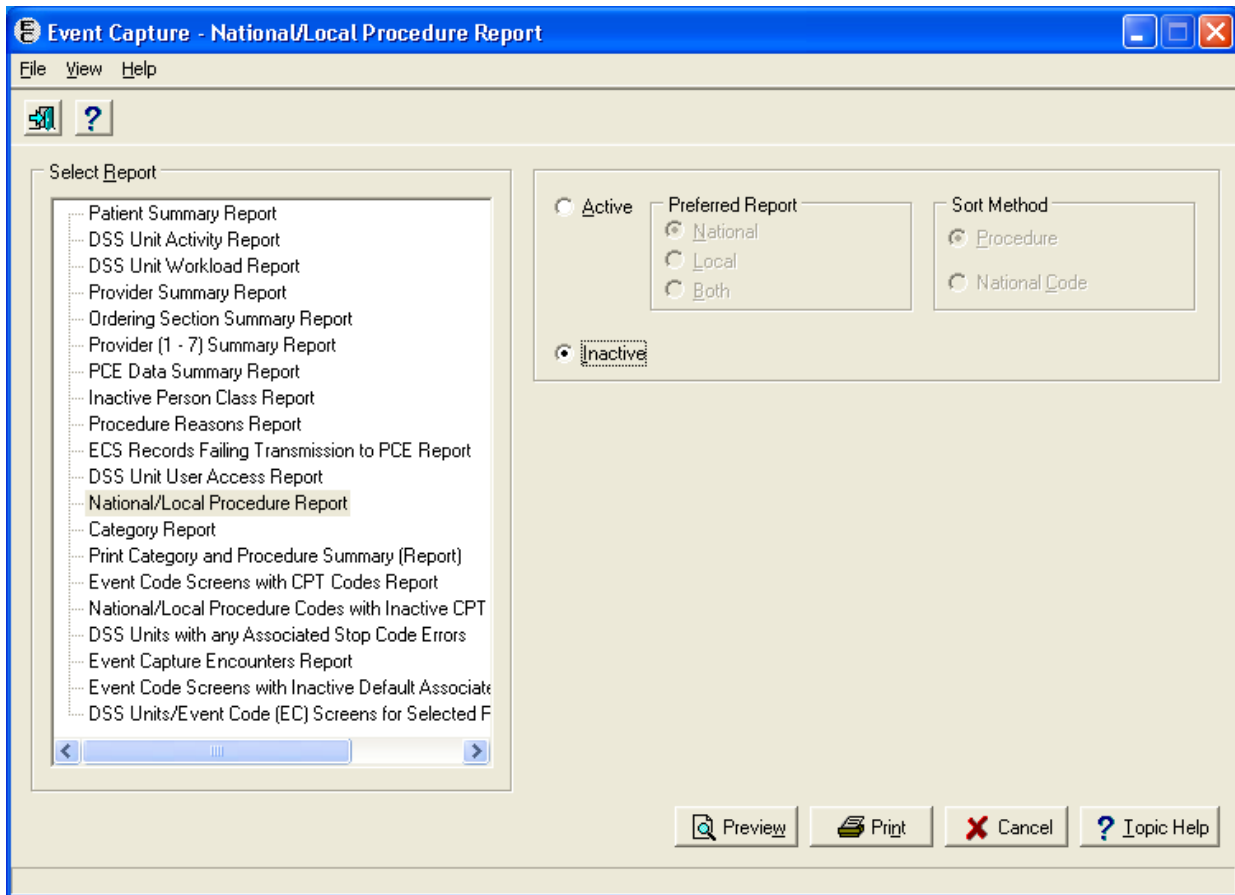 Event Capture - National/Local Procedure Report
File View Help
Select Report
Patient Summary Report
DSS Unit Activity Report
DSS Unit Workload Report
Provider Summary Report
Ordering Section Summary Report
Provider (1 - 7) Summary Report
PCE Data Summary Report
Inactive Person Class Report
Procedure Reasons Report
ECS Records Failing Transmission to PCE Report
DSS Unit User Access Report
National/Local Procedure Report
Category Report
Print Category and Procedure Summary (Report)
Event Code Screens with CPT Codes Report
National/Local Procedure Codes with Inactive CPT
DSS Units with any Associated Stop Code Errors
Event Capture Encounters Report
Event Code Screens with Inactive Default Associate
DSS Units/Event Code (EC) Screens for Selected F
Active
Preferred Report
National
Local
Both
Sort Method
Procedure
National Code
Inactive
Preview
Print
Cancel
Topic Help